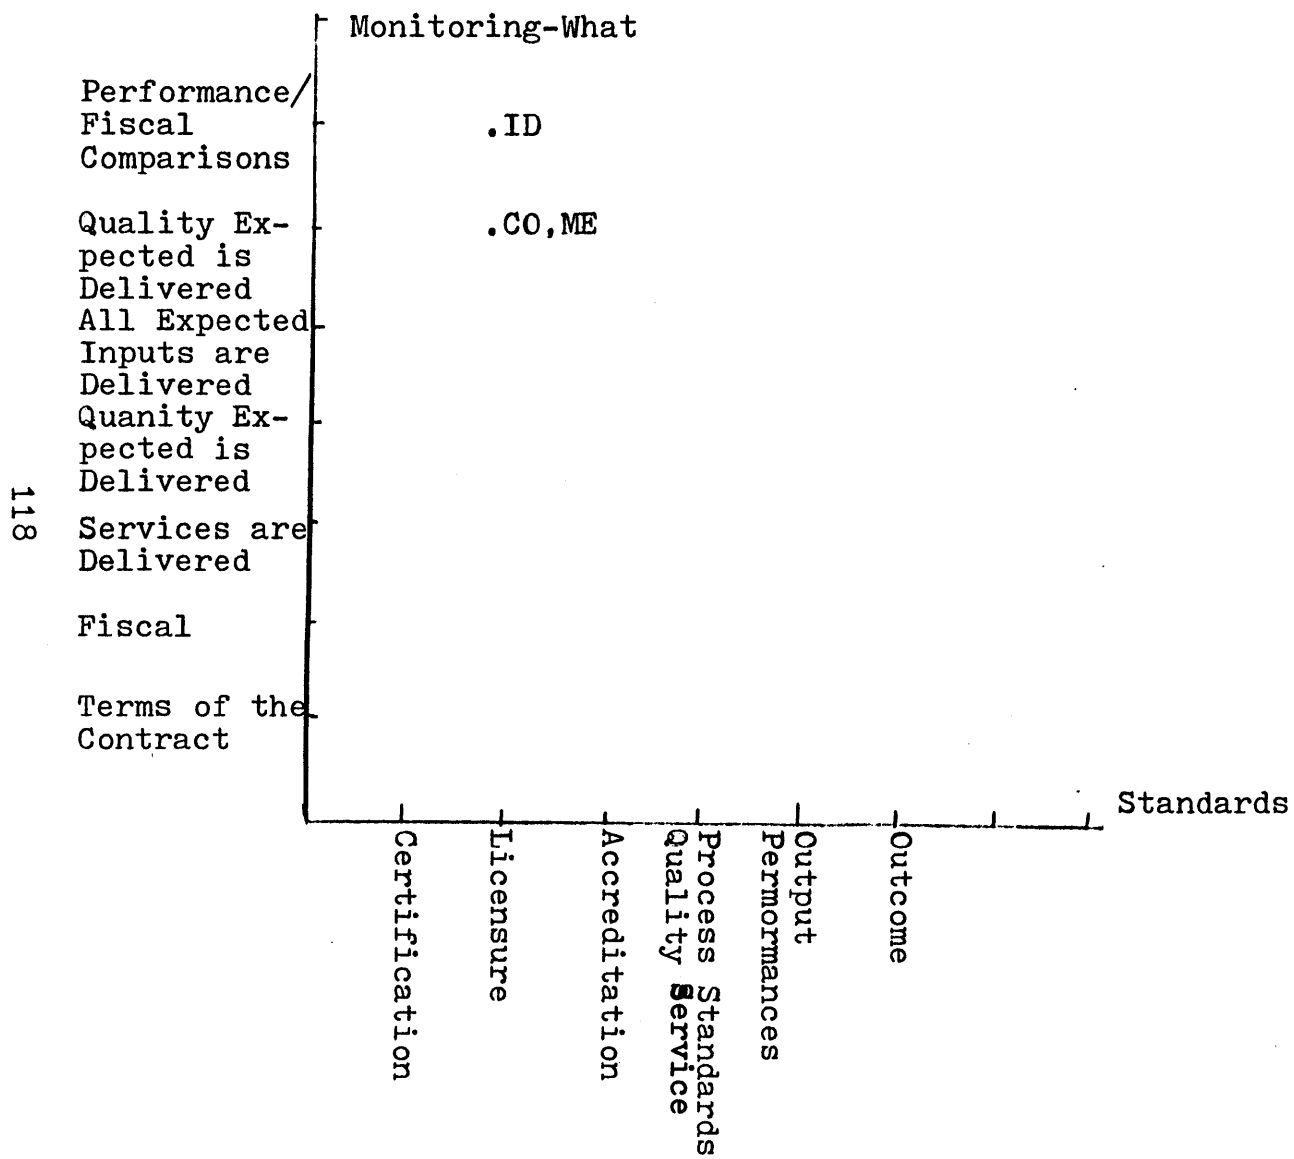 Monitoring-What
Performance/
Fiscal
Comparisons
.ID
Quality Ex-
pected is
Delivered
.CO,ME
All Expected
Inputs are
Delivered
Quanity Ex-
pected is
Delivered
118
Services are
Delivered
Fiscal
Terms of the
Contract
Standards
Certification
Licensure
Accreditation
Process Standards
Quality Service
Output
Permormances
Outcome